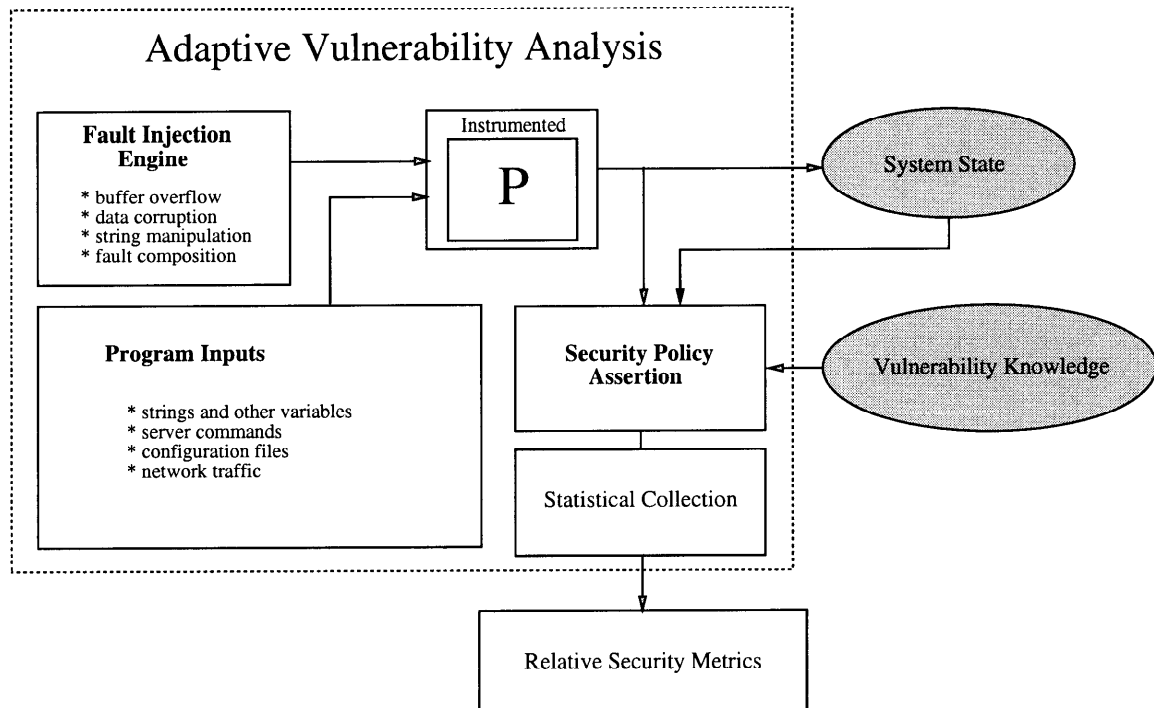 Adaptive Vulnerability Analysis
Fault Injection
Engine
* buffer overflow
* data corruption
* string manipulation
* fault composition
Instrumented
P
System State
Program Inputs
* strings and other variables
* server commands
* configuration files
* network traffic
Security Policy
Assertion
Vulnerability Knowledge
Statistical Collection
Relative Security Metrics